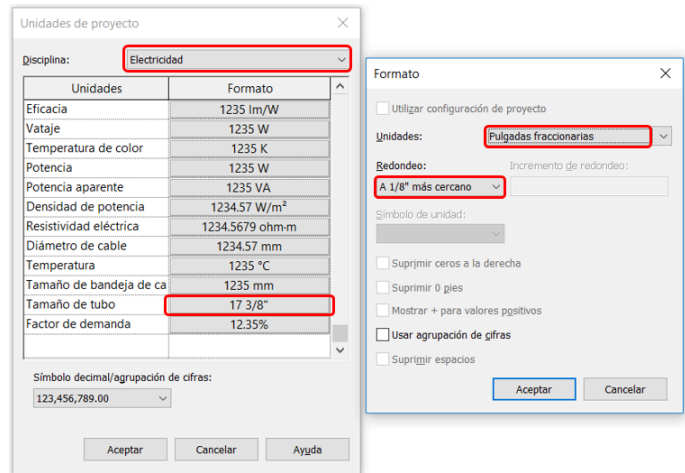 Unidades de proyecto
Disciplina: Electricidad
Unidades Formato
Eficacia 1235 lm/W
Vataje 1235 W
Temperatura de color 1235 K
Potencia 1235 W
Potencia aparente 1235 VA
Densidad de potencia 1234.57 W/m²
Resistividad eléctrica 1234.5679 ohm-m
Diámetro de cable 1234.57 mm
Temperatura 1235 °C
Tamaño de bandeja de ca 1235 mm
Tamaño de tubo 17 3/8"
Factor de demanda 12.35%
Símbolo decimal/agrupación de cifras:
123,456,789.00
Aceptar Cancelar Ayuda
Formato
Utilizar configuración de proyecto
Unidades: Pulgadas fraccionarias
Redondeo: Incremento de redondeo:
A 1/8" más cercano
Símbolo de unidad:
Suprimir ceros a la derecha
Suprimir 0 pies
Mostrar + para valores positivos
Usar agrupación de cifras
Suprimir espacios
Aceptar Cancelar